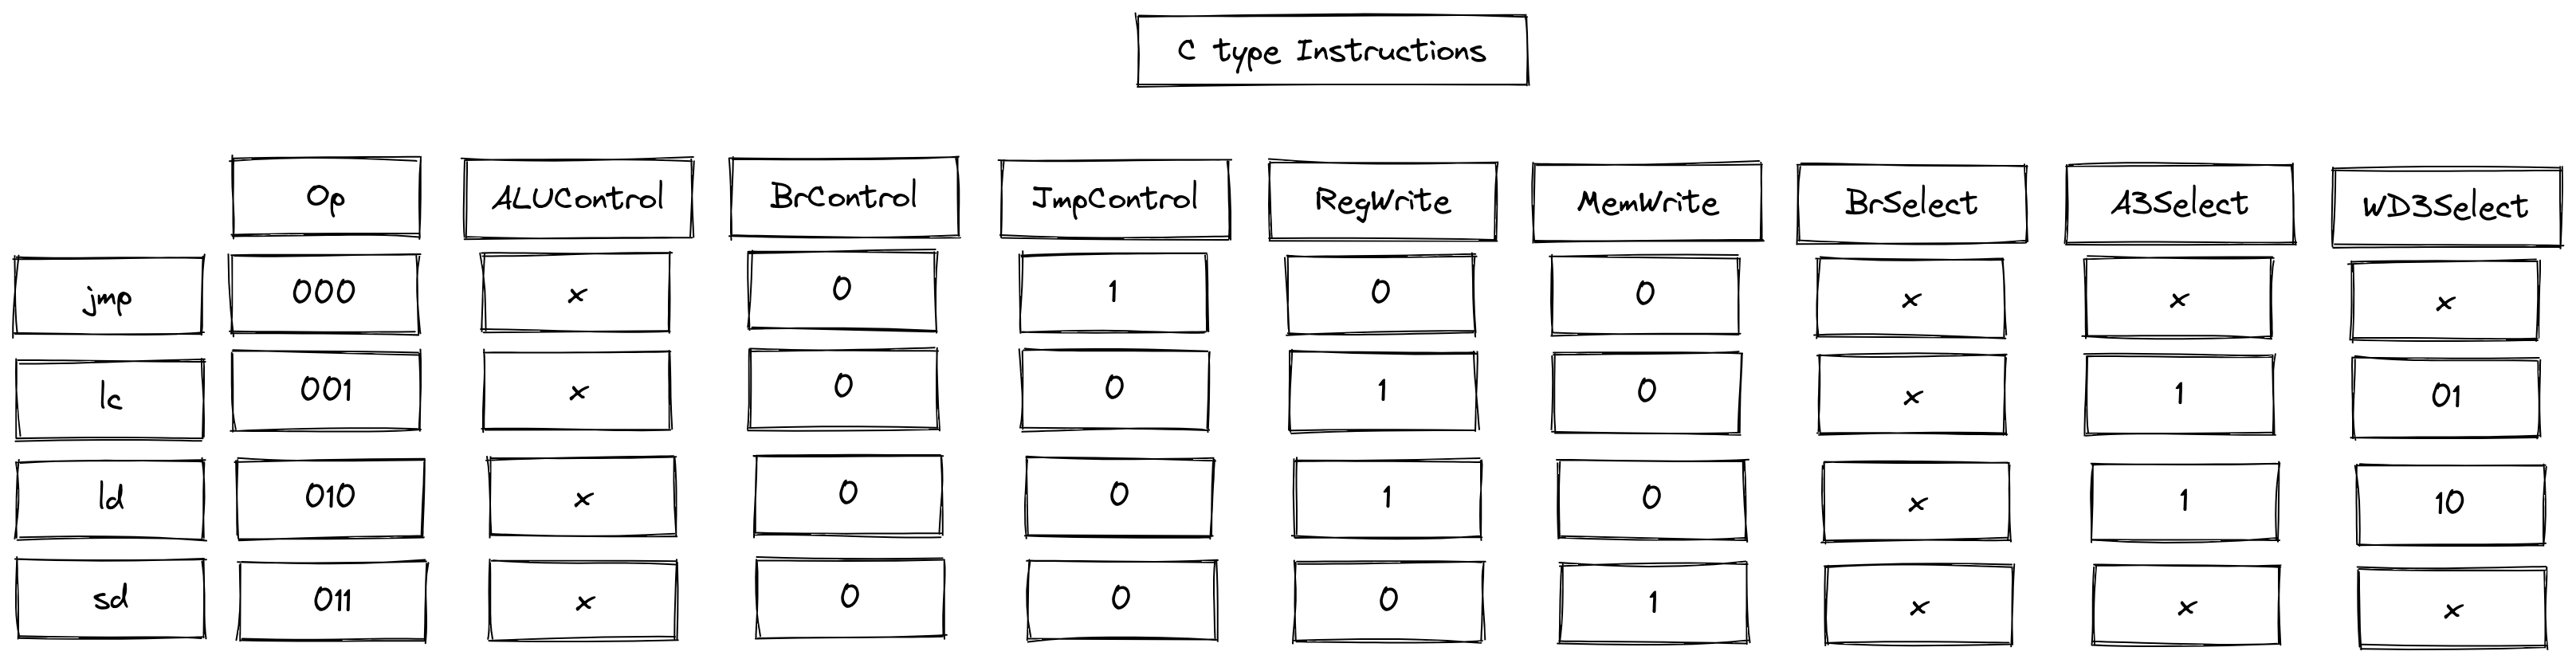 C type Instructions
Op ALUControl BrControl JmpControl RegWrite MemWrite BrSelect A3Select WD3Select
jmp 000 x 0 1 0 0 x x x
lc 001 x 0 0 1 0 x 1 01
ld 010 x 0 0 1 0 x 1 10
sd 011 x 0 0 0 1 x x x